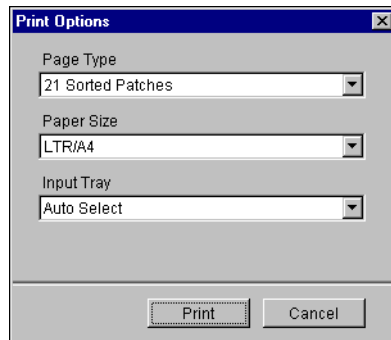 Print Options
Page Type
21 Sorted Patches
Paper Size
LTR/A4
Input Tray
Auto Select
Print Cancel